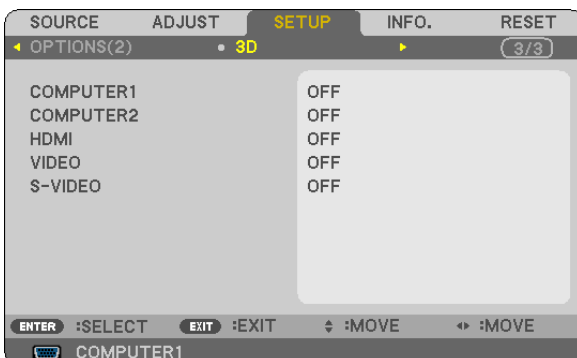 SOURCE ADJUST SETUP INFO. RESET
OPTIONS(2) 3D 3/3
COMPUTER1 OFF
COMPUTER2 OFF
HDMI OFF
VIDEO OFF
S-VIDEO OFF
ENTER :SELECT EXIT :EXIT :MOVE :MOVE
COMPUTER1